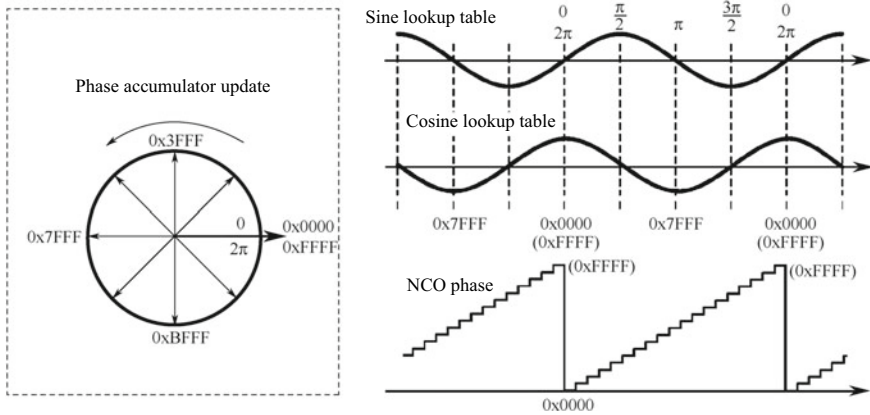 Phase accumulator update
0x3FFF
0x7FFF
0
2π
0x0000
0xFFFF
0xBFFF
Sine lookup table
0 π/2 π 3π/2 0
2π 2π
Cosine lookup table
0x7FFF 0x0000 0x7FFF 0x0000
(0xFFFF) (0xFFFF)
NCO phase
(0xFFFF) (0xFFFF)
0x0000